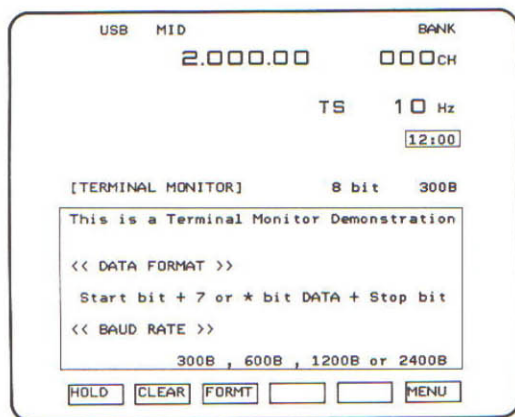 USB MID BANK
2.000.00 000CH
TS 10 Hz
12:00
[TERMINAL MONITOR] 8 bit 300B
This is a Terminal Monitor Demonstration
<< DATA FORMAT >>
Start bit + 7 or * bit DATA + Stop bit
<< BAUD RATE >>
300B , 600B , 1200B or 2400B
HOLD CLEAR FORMT MENU